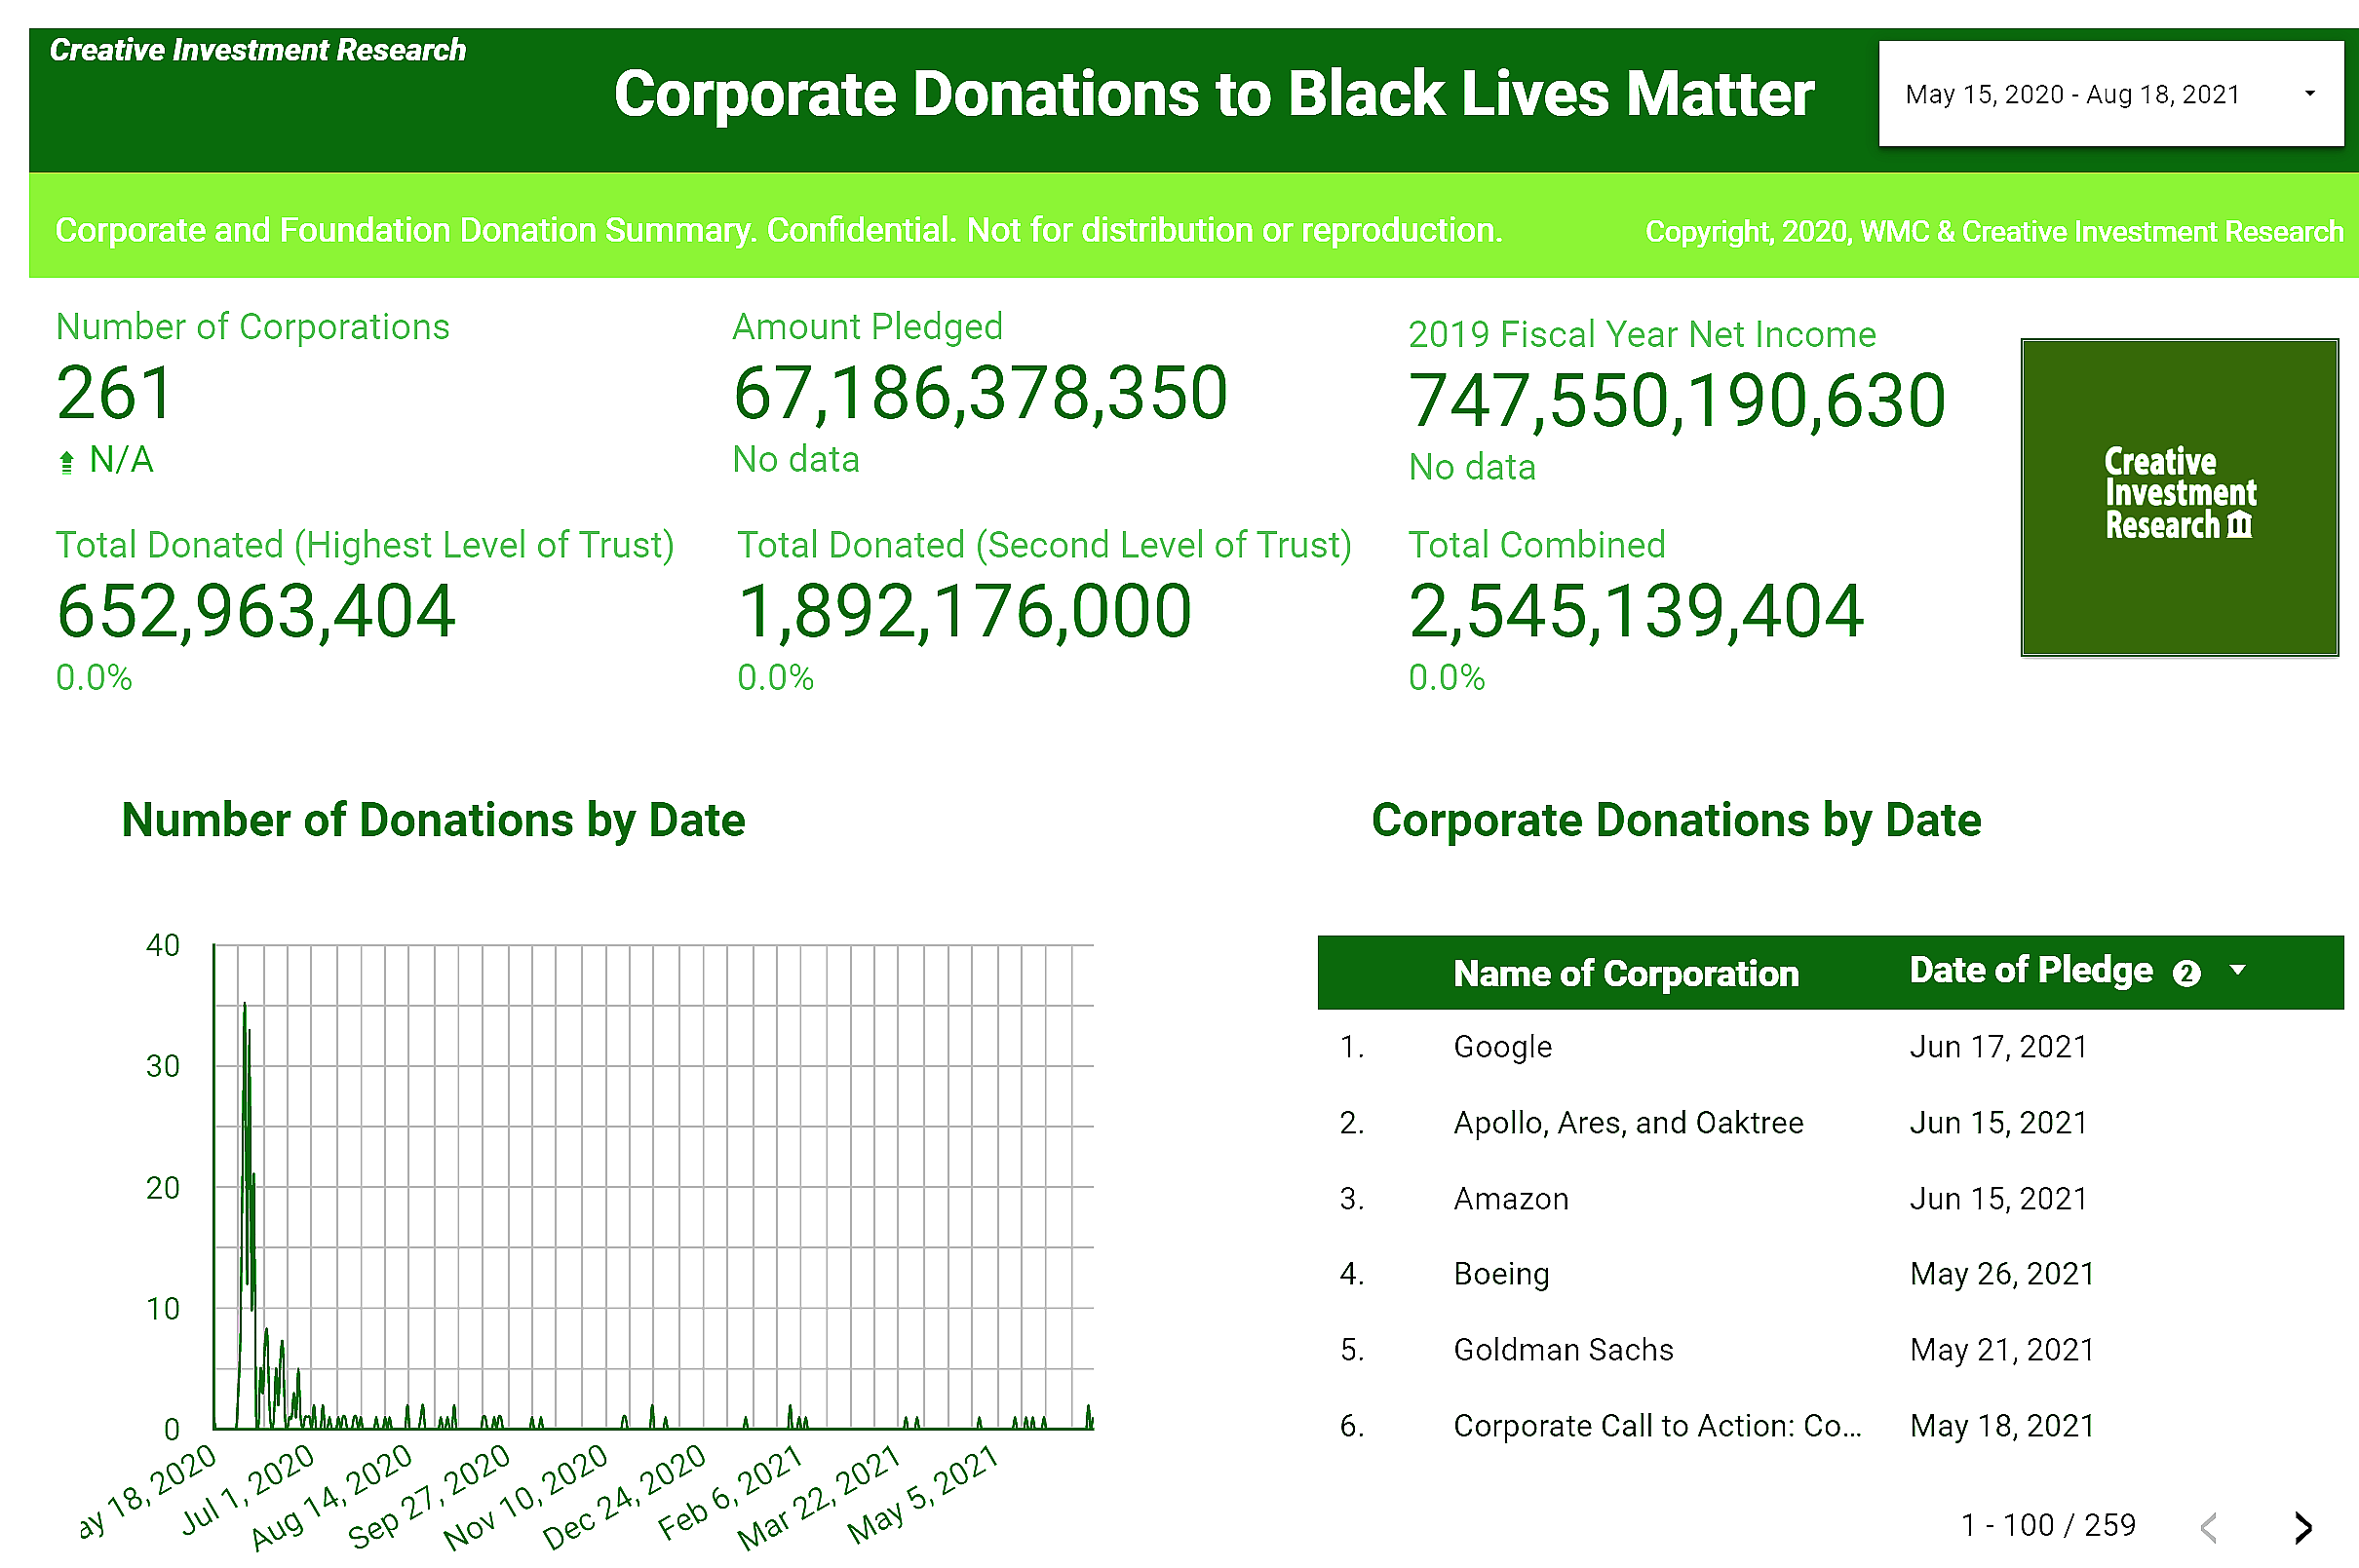 Creative Investment Research
Corporate Donations to Black Lives Matter
May 15, 2020 - Aug 18, 2021
Corporate and Foundation Donation Summary. Confidential. Not for distribution or reproduction.
Copyright, 2020, WMC & Creative Investment Research
Number of Corporations
261
N/A
Amount Pledged
67,186,378,350
No data
2019 Fiscal Year Net Income
747,550,190,630
No data
Creative
Investment
Research
Total Donated (Highest Level of Trust)
652,963,404
0.0%
Total Donated (Second Level of Trust)
1,892,176,000
0.0%
Total Combined
2,545,139,404
0.0%
Number of Donations by Date
40
30
20
10
0
ay 18, 2020
Jul 1, 2020
Aug 14, 2020
Sep 27, 2020
Nov 10, 2020
Dec 24, 2020
Feb 6, 2021
Mar 22, 2021
May 5, 2021
Corporate Donations by Date
Name of Corporation Date of Pledge 2
1. Google Jun 17, 2021
2. Apollo, Ares, and Oaktree Jun 15, 2021
3. Amazon Jun 15, 2021
4. Boeing May 26, 2021
5. Goldman Sachs May 21, 2021
6. Corporate Call to Action: Co... May 18, 2021
1 - 100 / 259